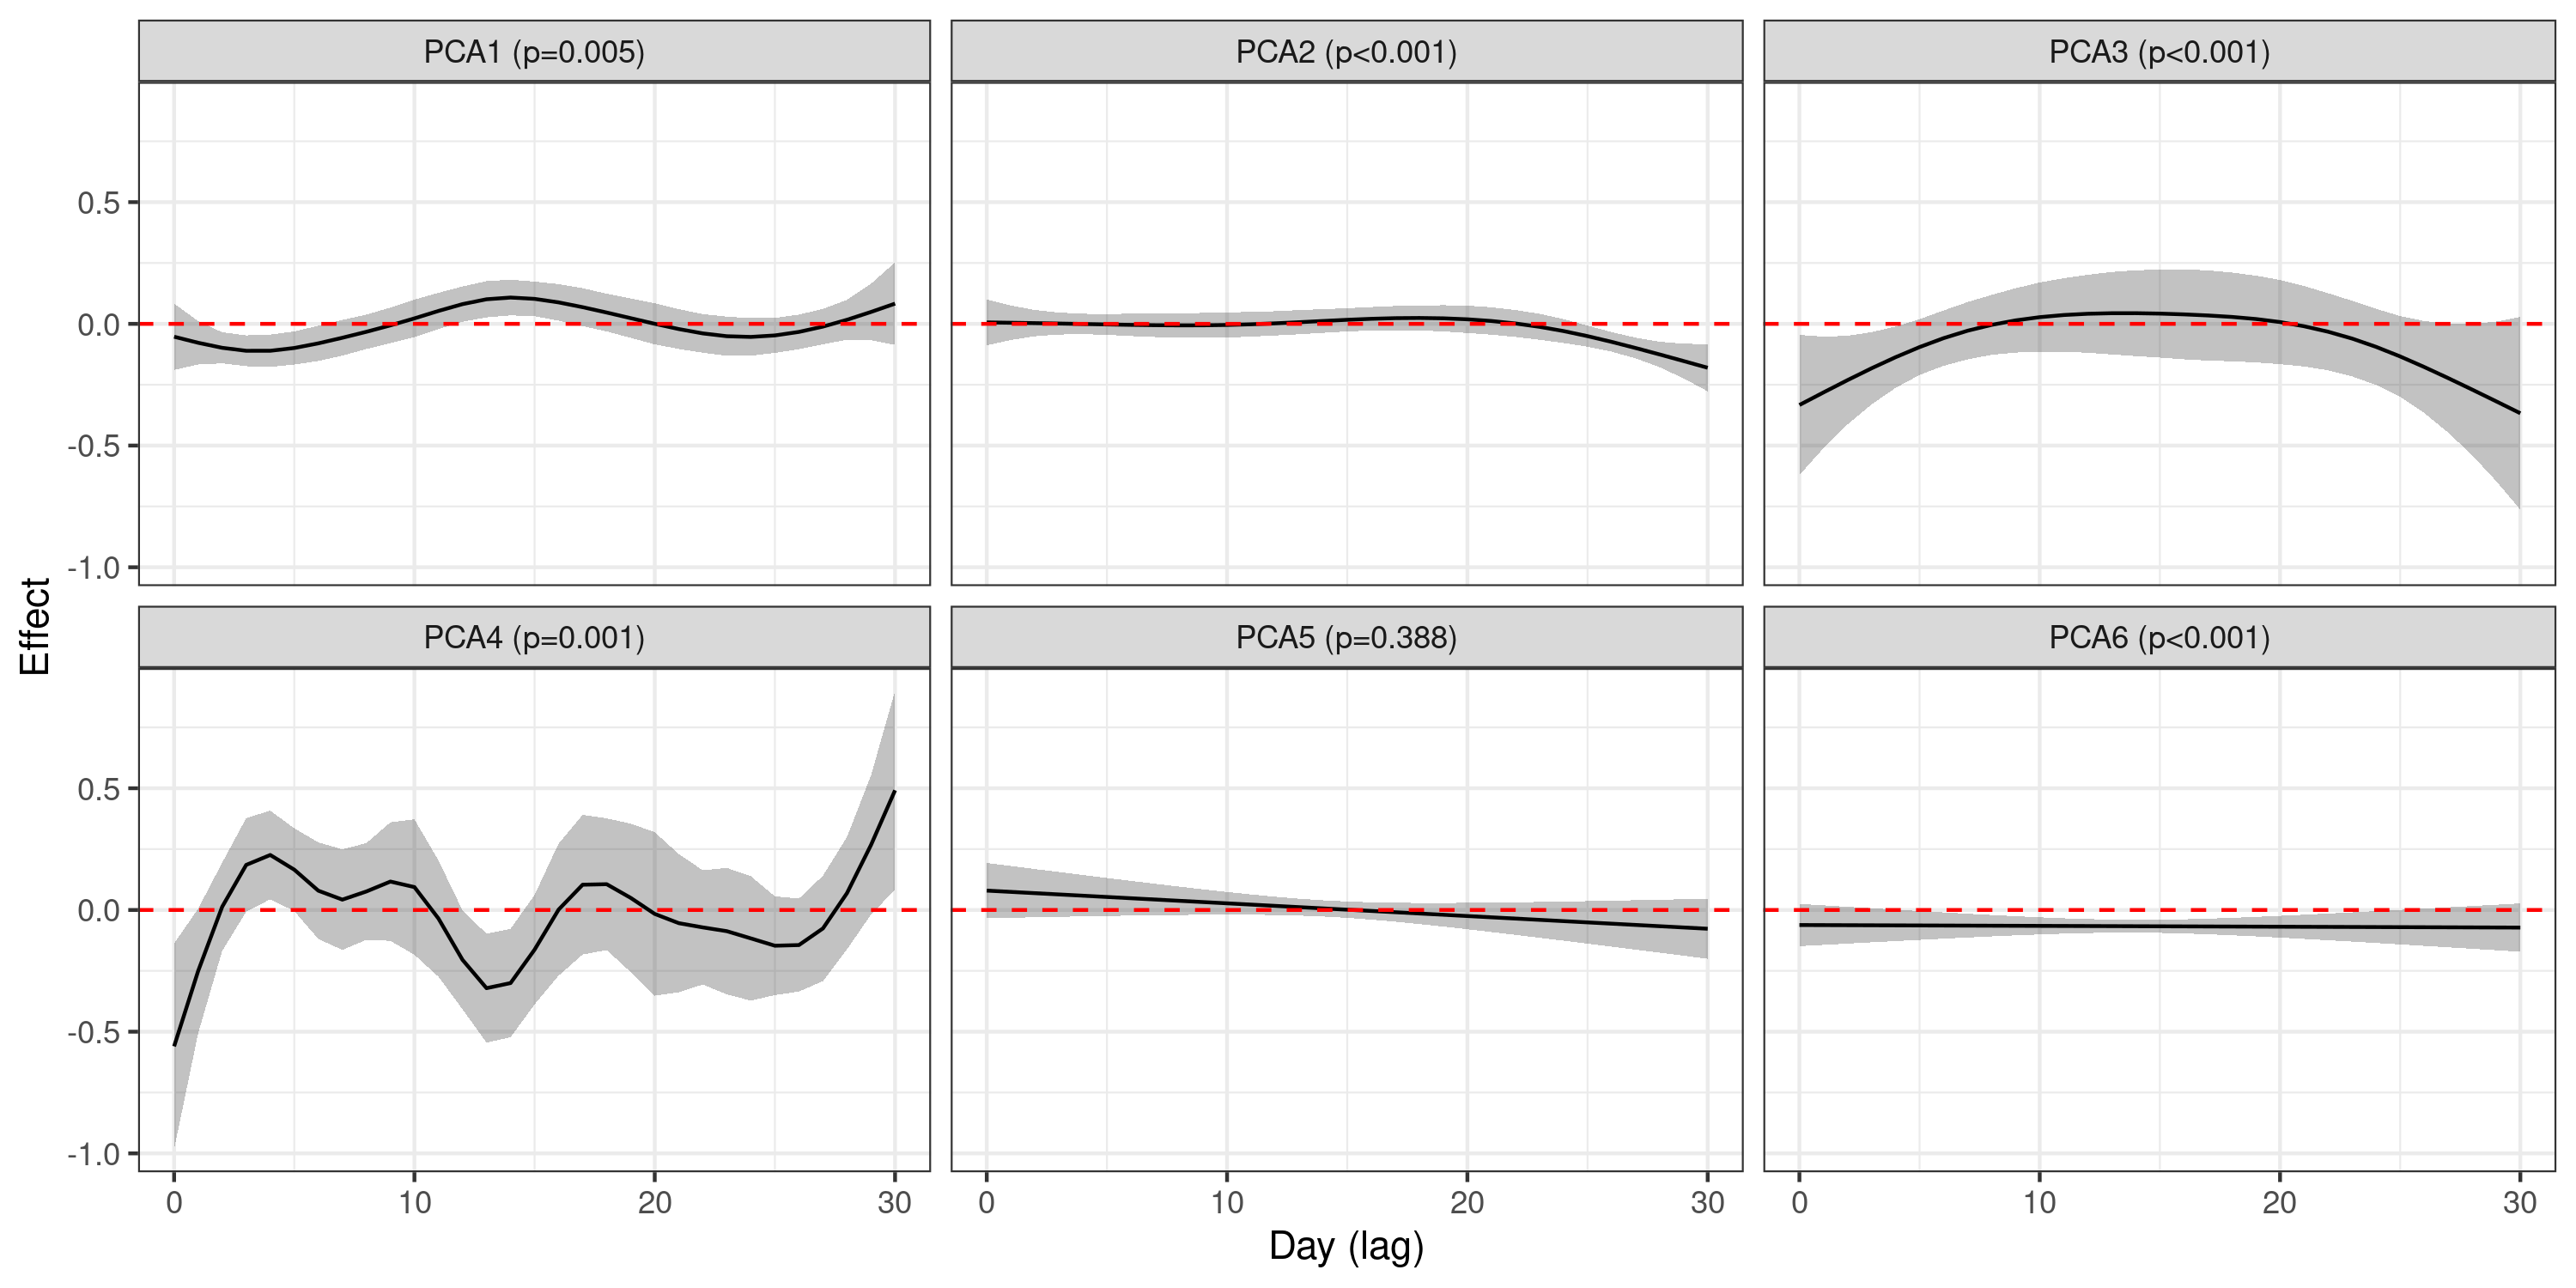 PCA1 (p=0.005)
PCA2 (p<0.001)
PCA3 (p<0.001)
0.5
0.0
-0.5
-1.0
Effect
PCA4 (p=0.001)
PCA5 (p=0.388)
PCA6 (p<0.001)
0.5
0.0
-0.5
-1.0
0 10 20 30
0 10 20 30
0 10 20 30
Day (lag)